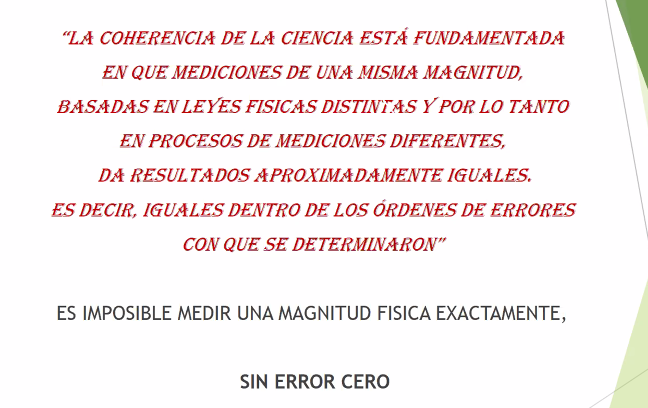 “LA COHERENCIA DE LA CIENCIA ESTÁ FUNDAMENTADA
EN QUE MEDICIONES DE UNA MISMA MAGNITUD,
BASADAS EN LEYES FISICAS DISTINTAS Y POR LO TANTO
EN PROCESOS DE MEDICIONES DIFERENTES,
DA RESULTADOS APROXIMADAMENTE IGUALES.
ES DECIR, IGUALES DENTRO DE LOS ÓRDENES DE ERRORES
CON QUE SE DETERMINARON”
ES IMPOSIBLE MEDIR UNA MAGNITUD FISICA EXACTAMENTE,
SIN ERROR CERO